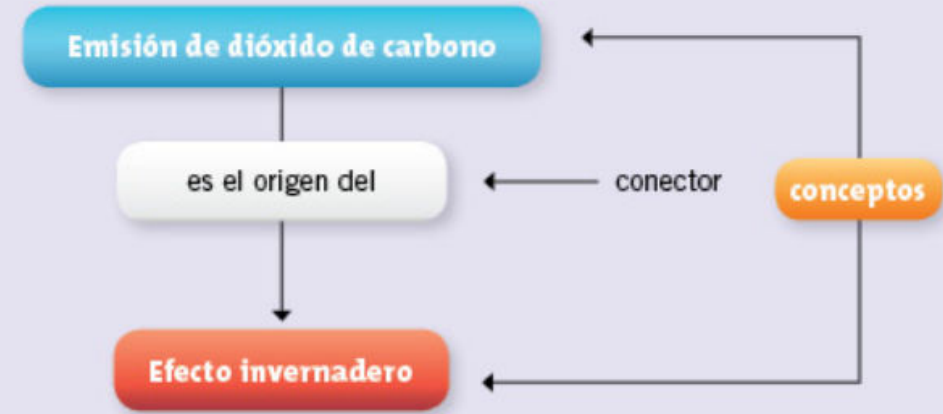 Emisión de dióxido de carbono
es el origen del
conector
conceptos
Efecto invernadero